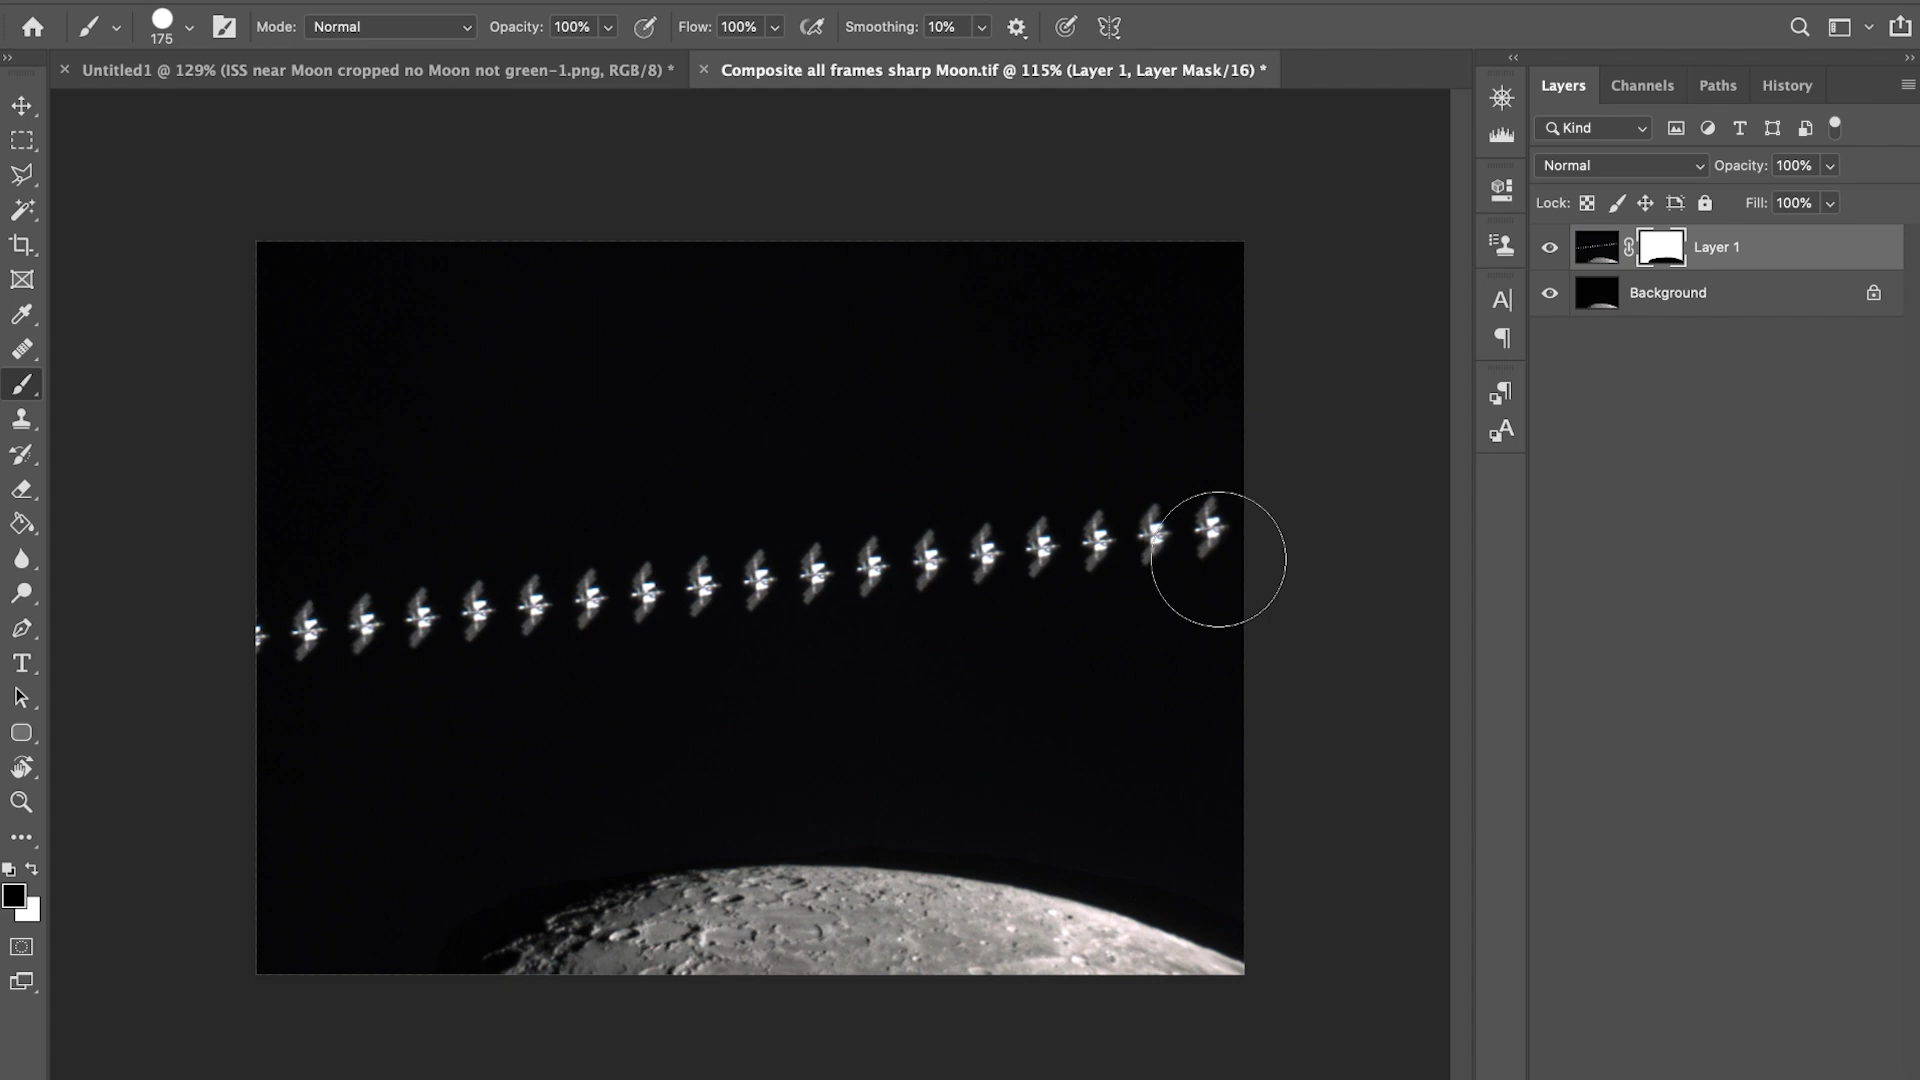 175
Mode: Normal Opacity: 100% Flow: 100% Smoothing: 10%
Untitled1 @ 129% (ISS near Moon cropped no Moon not green-1.png, RGB/8) *
Composite all frames sharp Moon.tif @ 115% (Layer 1, Layer Mask/16) *
Layers Channels Paths History
Kind
Normal Opacity: 100%
Lock: Fill: 100%
Layer 1
Background